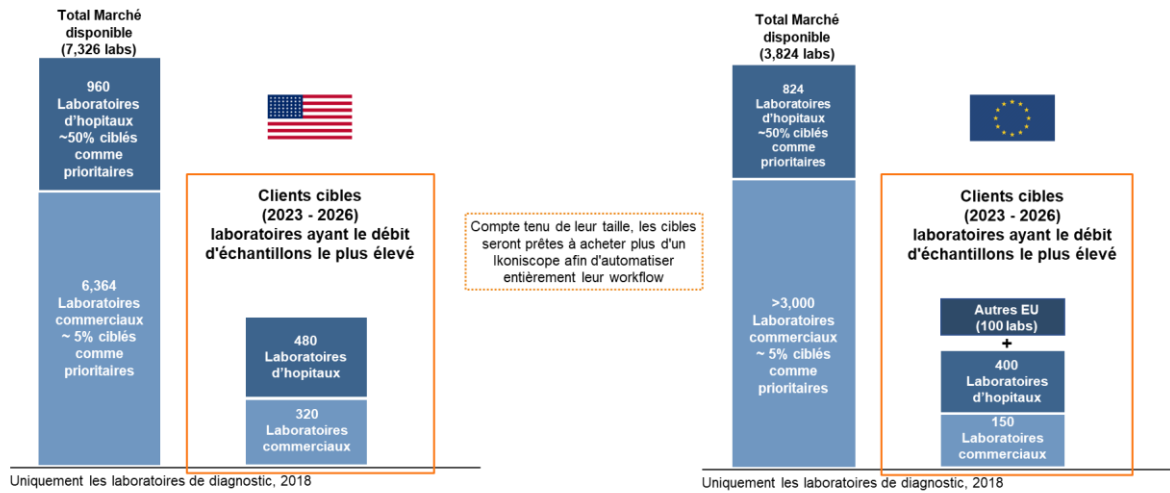 Total Marché
disponible
(7,326 labs)
960
Laboratoires
d'hopitaux
~50% ciblés
comme
prioritaires
6,364
Laboratoires
commerciaux
~ 5% ciblés
comme
prioritaires
Clients cibles
(2023 - 2026)
laboratoires ayant le débit
d'échantillons le plus élevé
480
Laboratoires
d'hopitaux
320
Laboratoires
commerciaux
Uniquement les laboratoires de diagnostic, 2018
Compte tenu de leur taille, les cibles
seront prêtes à acheter plus d'un
Ikoniscope afin d'automatiser
entièrement leur workflow
Total Marché
disponible
(3,824 labs)
824
Laboratoires
d'hopitaux
~50% ciblés
comme
prioritaires
>3,000
Laboratoires
commerciaux
~ 5% ciblés
comme
prioritaires
Clients cibles
(2023 - 2026)
laboratoires ayant le débit
d'échantillons le plus élevé
Autres EU
(100 labs)
+
400
Laboratoires
d'hopitaux
150
Laboratoires
commerciaux
Uniquement les laboratoires de diagnostic, 2018